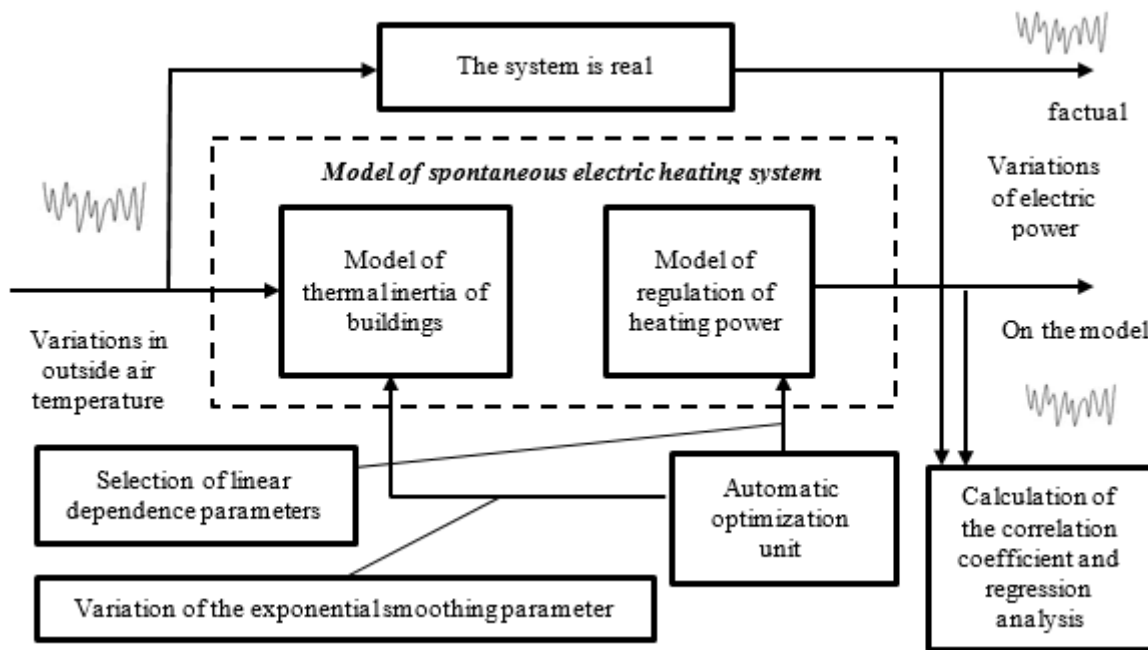 The system is real
factual
Model of spontaneous electric heating system
Variations
of electric
power
Model of
thermal inertia of
buildings
Model of
regulation of
heating power
On the model
Variations in
outside air
temperature
Selection of linear
dependence parameters
Automatic
optimization
unit
Calculation of
the correlation
coefficient and
regression
analysis
Variation of the exponential smoothing parameter